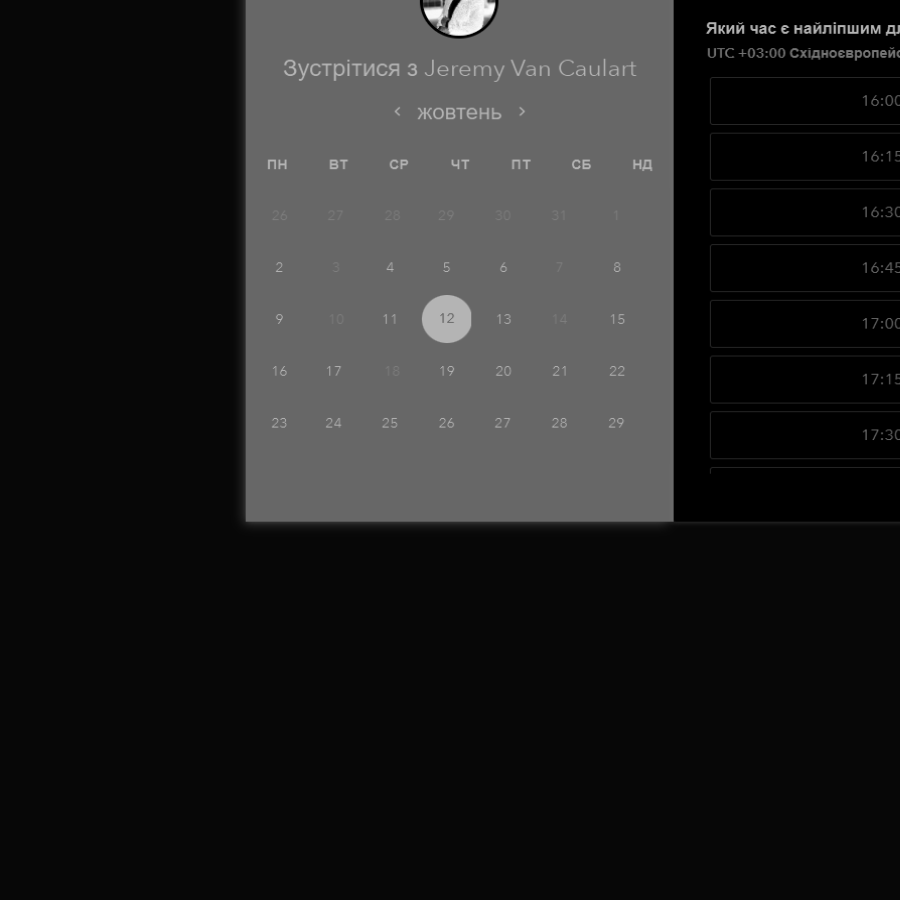 Зустрітися з Jeremy Van Caulart
жовтень
ПН ВТ СР ЧТ ПТ СБ НД
26 27 28 29 30 31 1
2 3 4 5 6 7 8
9 10 11 12 13 14 15
16 17 18 19 20 21 22
23 24 25 26 27 28 29
Який час є найліпшим
UTC +03:00
16:00
16:15
16:30
16:45
17:00
17:15
17:30